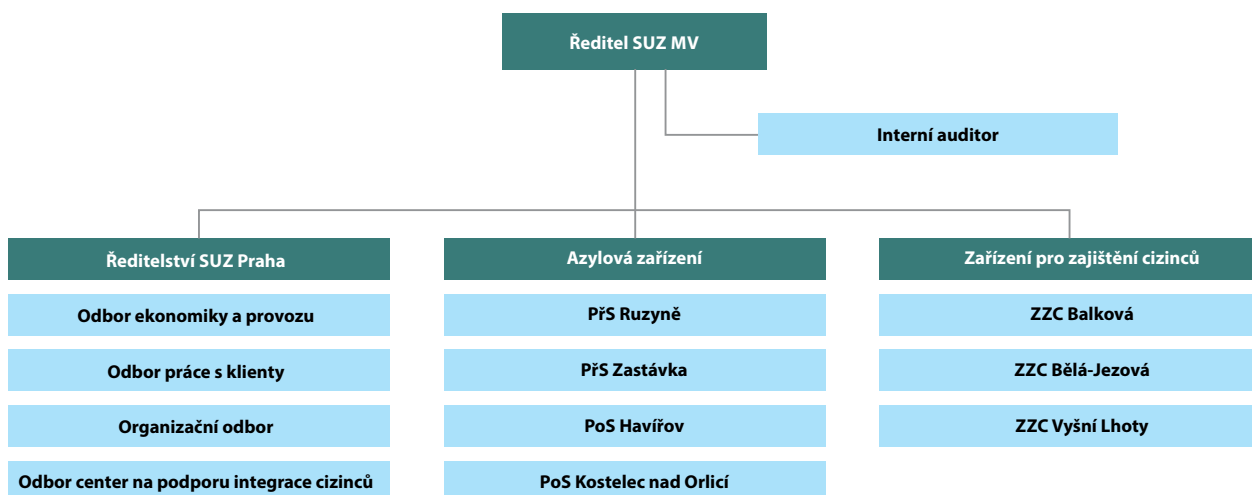 Ředitel SUZ MV
Interní auditor
Ředitelství SUZ Praha
Odbor ekonomiky a provozu
Odbor práce s klienty
Organizační odbor
Odbor center na podporu integrace cizinců
Azylová zařízení
PřS Ruzyně
PřS Zastávka
PoS Havířov
PoS Kostelec nad Orlicí
Zařízení pro zajištění cizinců
ZZC Balková
ZZC Bělá-Jezová
ZZC Vyšní Lhoty